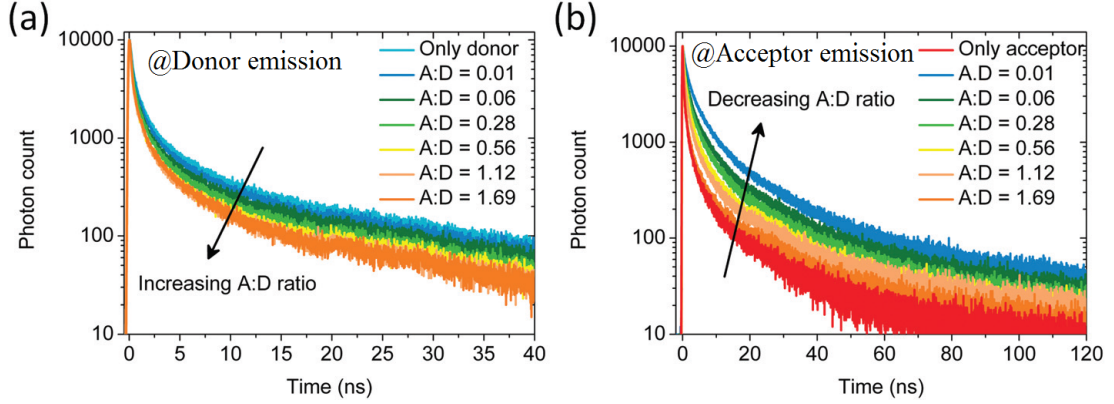 (a)
@Donor emission
Only donor
A:D = 0.01
A:D = 0.06
A:D = 0.28
A:D = 0.56
A:D = 1.12
A:D = 1.69
Increasing A:D ratio
10000
1000
100
10
Photon count
0 5 10 15 20 25 30 35 40
Time (ns)
(b)
@Acceptor emission
Only acceptor
A.D = 0.01
A:D = 0.06
A:D = 0.28
A:D = 0.56
A:D = 1.12
A:D = 1.69
Decreasing A:D ratio
10000
1000
100
10
Photon count
0 20 40 60 80 100 120
Time (ns)